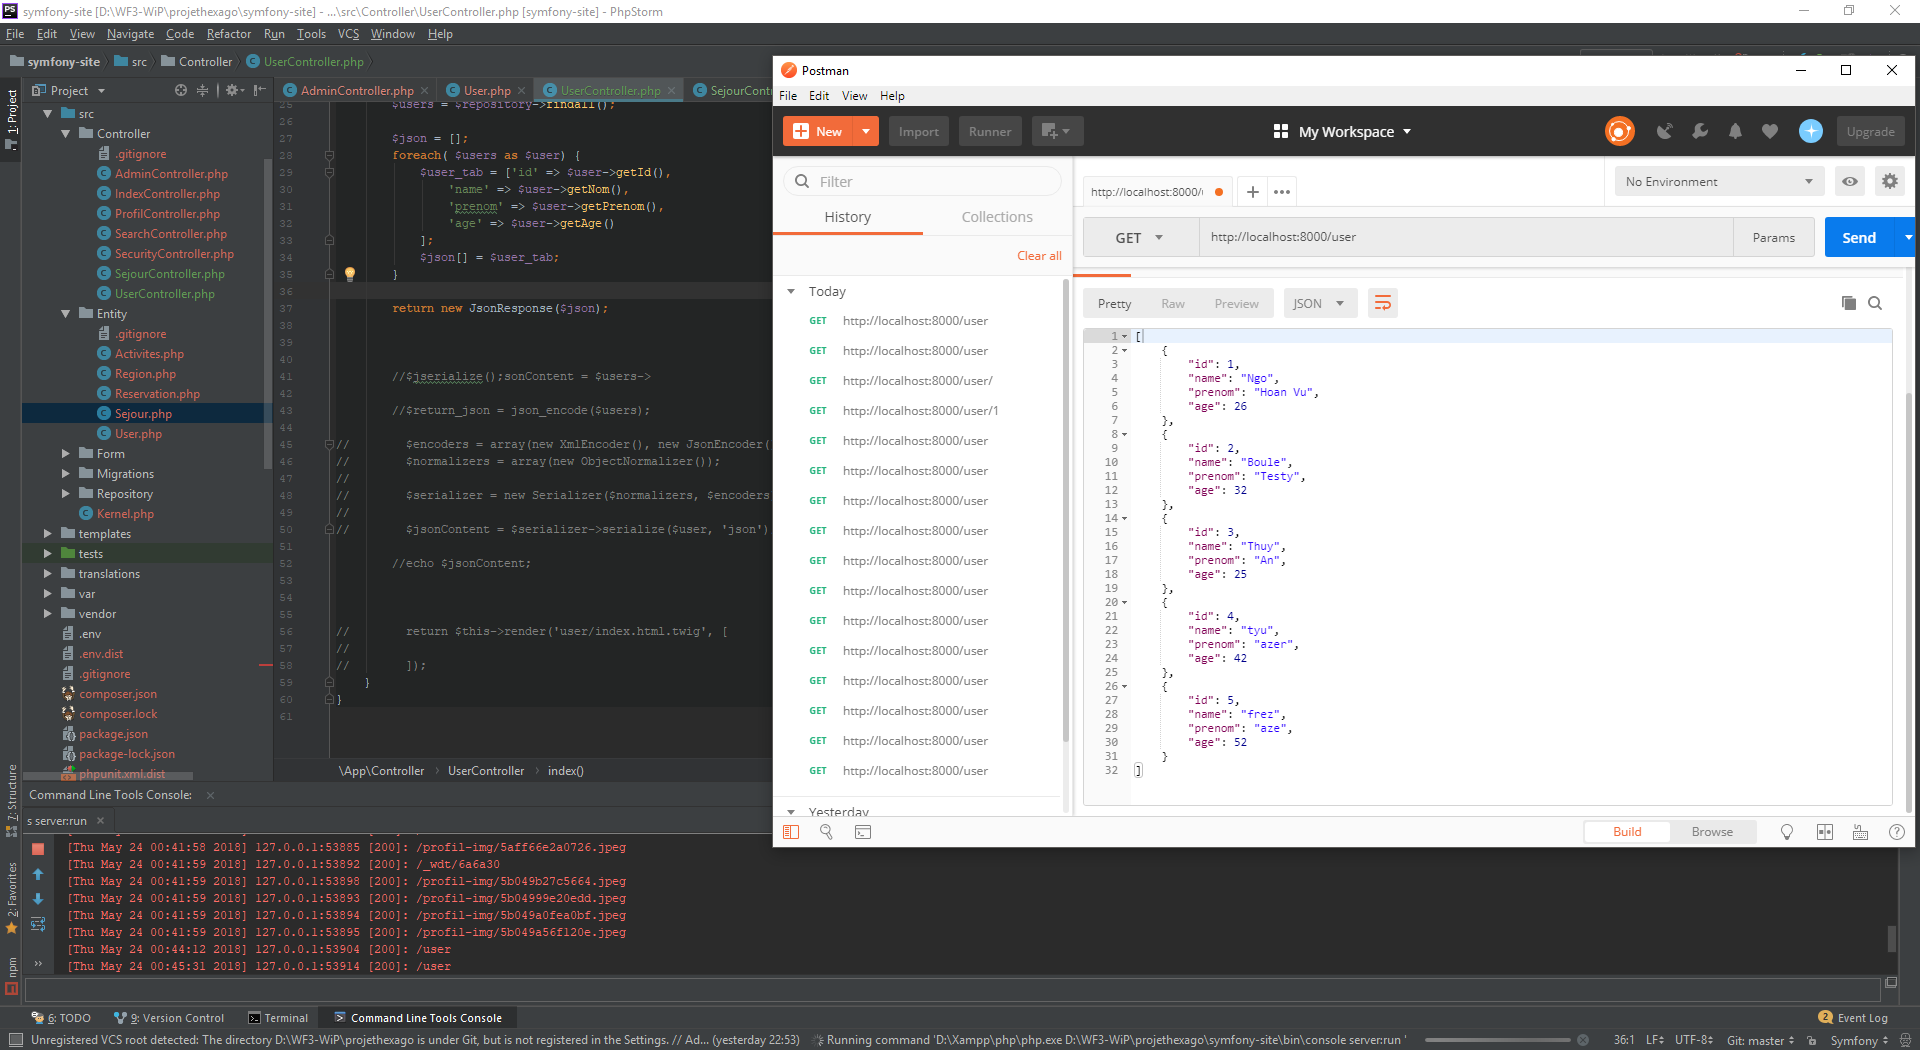 symfony-site [D:\WF3-WiP\projethexago\symfony-site] - ...\src\Controller\UserController.php [symfony-site] - PhpStorm
File Edit View Navigate Code Refactor Run Tools VCS Window Help
symfony-site src Controller UserController.php
1: Project
Project
src
Controller
.gitignore
AdminController.php
IndexController.php
ProfilController.php
SearchController.php
SecurityController.php
SejourController.php
UserController.php
Entity
.gitignore
Activites.php
Region.php
Reservation.php
Sejour.php
User.php
Form
Migrations
Repository
Kernel.php
templates
tests
translations
var
vendor
.env
.env.dist
.gitignore
composer.json
composer.lock
package.json
package-lock.json
phpunit.xml.dist
AdminController.php User.php UserController.php SejourCont
25 $users = $repository->findall();
26
27 $json = [];
28 foreach( $users as $user) {
29 $user_tab = ['id' => $user->getId(),
30 'name' => $user->getNom(),
31 'prenom' => $user->getPrenom(),
32 'age' => $user->getAge()
33 ];
34 $json[] = $user_tab;
35 }
36
37 return new JsonResponse($json);
38
39
40
41 //$jserialize();sonContent = $users->
42
43 //$return_json = json_encode($users);
44
45 // $encoders = array(new XmlEncoder(), new JsonEncoder(
46 // $normalizers = array(new ObjectNormalizer());
47 //
48 // $serializer = new Serializer($normalizers, $encoders
49 //
50 // $jsonContent = $serializer->serialize($user, 'json')
51
52 //echo $jsonContent;
53
54
55
56 // return $this->render('user/index.html.twig', [
57 //
58 // ]);
59 }
60 }
61
\App\Controller UserController index()
Postman
File Edit View Help
New Import Runner My Workspace Upgrade
Filter
History Collections
Clear all
Today
GET http://localhost:8000/user
GET http://localhost:8000/user
GET http://localhost:8000/user/
GET http://localhost:8000/user/1
GET http://localhost:8000/user
GET http://localhost:8000/user
GET http://localhost:8000/user
GET http://localhost:8000/user
GET http://localhost:8000/user
GET http://localhost:8000/user
GET http://localhost:8000/user
GET http://localhost:8000/user
GET http://localhost:8000/user
GET http://localhost:8000/user
GET http://localhost:8000/user
GET http://localhost:8000/user
Yesterday
http://localhost:8000/
No Environment
GET http://localhost:8000/user Params Send
Pretty Raw Preview JSON
1 [
2 {
3 "id": 1,
4 "name": "Ngo",
5 "prenom": "Hoan Vu",
6 "age": 26
7 },
8 {
9 "id": 2,
10 "name": "Boule",
11 "prenom": "Testy",
12 "age": 32
13 },
14 {
15 "id": 3,
16 "name": "Thuy",
17 "prenom": "An",
18 "age": 25
19 },
20 {
21 "id": 4,
22 "name": "tyu",
23 "prenom": "azer",
24 "age": 42
25 },
26 {
27 "id": 5,
28 "name": "frez",
29 "prenom": "aze",
30 "age": 52
31 }
32 ]
Build Browse
Command Line Tools Console:
s server:run
[Thu May 24 00:41:58 2018] 127.0.0.1:53885 [200]: /profil-img/5aff66e2a0726.jpeg
[Thu May 24 00:41:59 2018] 127.0.0.1:53892 [200]: /_wdt/6a6a30
[Thu May 24 00:41:59 2018] 127.0.0.1:53898 [200]: /profil-img/5b049b27c5664.jpeg
[Thu May 24 00:41:59 2018] 127.0.0.1:53893 [200]: /profil-img/5b04999e20edd.jpeg
[Thu May 24 00:41:59 2018] 127.0.0.1:53894 [200]: /profil-img/5b049a0fea0bf.jpeg
[Thu May 24 00:41:59 2018] 127.0.0.1:53895 [200]: /profil-img/5b049a56f120e.jpeg
[Thu May 24 00:44:12 2018] 127.0.0.1:53904 [200]: /user
[Thu May 24 00:45:31 2018] 127.0.0.1:53914 [200]: /user
7: Structure
2: Favorites
npm
6: TODO 9: Version Control Terminal Command Line Tools Console 2 Event Log
Unregistered VCS root detected: The directory D:\WF3-WiP\projethexago is under Git, but is not registered in the Settings. // Ad... (yesterday 22:53) Running command 'D:\Xampp\php\php.exe D:\WF3-WiP\projethexago\symfony-site\bin\console server:run ' 36:1 LF UTF-8 Git: master Symfony